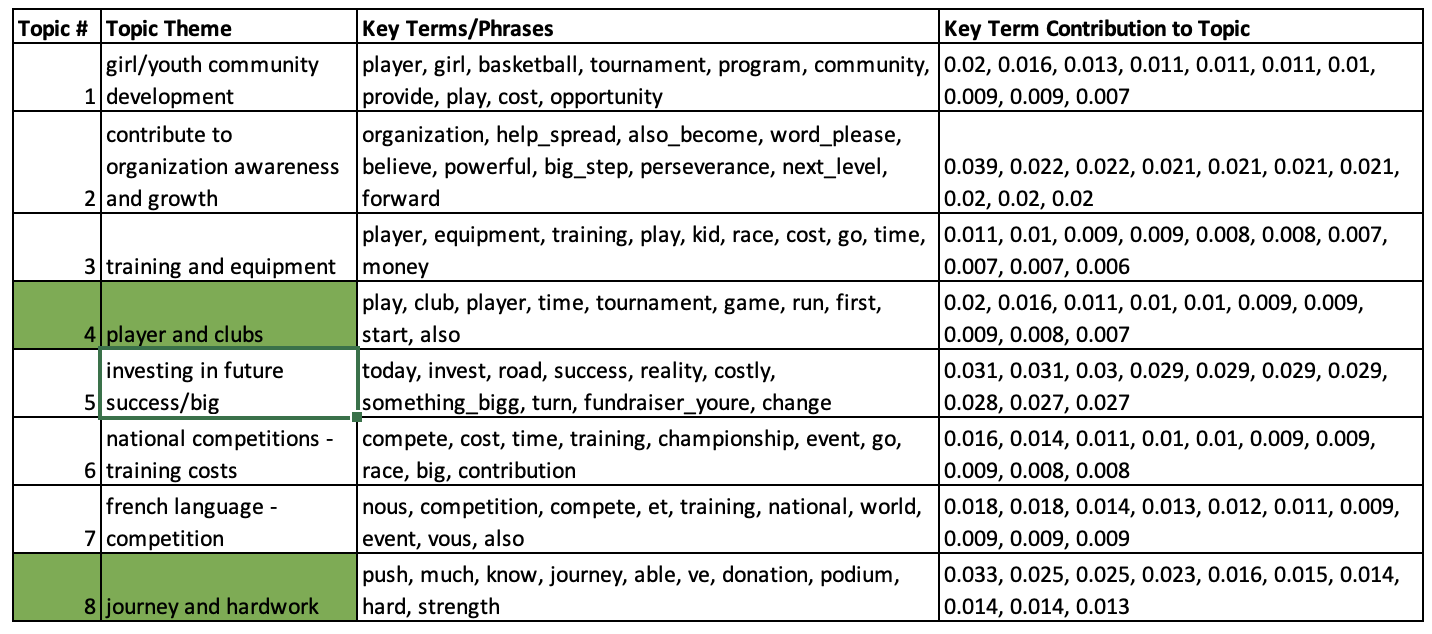 Topic # Topic Theme Key Terms/Phrases Key Term Contribution to Topic
girl/youth community player, girl, basketball, tournament, program, community, 0.02, 0.016, 0.013, 0.011, 0.011, 0.011, 0.01,
1 development provide, play, cost, opportunity 0.009, 0.009, 0.007
contribute to organization, help_spread, also_become, word_please,
organization awareness believe, powerful, big_step, perseverance, next_level, 0.039, 0.022, 0.022, 0.021, 0.021, 0.021, 0.021,
2 and growth forward 0.02, 0.02, 0.02
player, equipment, training, play, kid, race, cost, go, time, 0.011, 0.01, 0.009, 0.009, 0.008, 0.008, 0.007,
3 training and equipment money 0.007, 0.007, 0.006
play, club, player, time, tournament, game, run, first, 0.02, 0.016, 0.011, 0.01, 0.01, 0.009, 0.009,
4 player and clubs start, also 0.009, 0.008, 0.007
investing in future today, invest, road, success, reality, costly, 0.031, 0.031, 0.03, 0.029, 0.029, 0.029, 0.029,
5 success/big something_bigg, turn, fundraiser_youre, change 0.028, 0.027, 0.027
national competitions - compete, cost, time, training, championship, event, go, 0.016, 0.014, 0.011, 0.01, 0.01, 0.009, 0.009,
6 training costs race, big, contribution 0.009, 0.008, 0.008
french language - nous, competition, compete, et, training, national, world, 0.018, 0.018, 0.014, 0.013, 0.012, 0.011, 0.009,
7 competition event, vous, also 0.009, 0.009, 0.009
push, much, know, journey, able, ve, donation, podium, 0.033, 0.025, 0.025, 0.023, 0.016, 0.015, 0.014,
8 journey and hardwork hard, strength 0.014, 0.014, 0.013